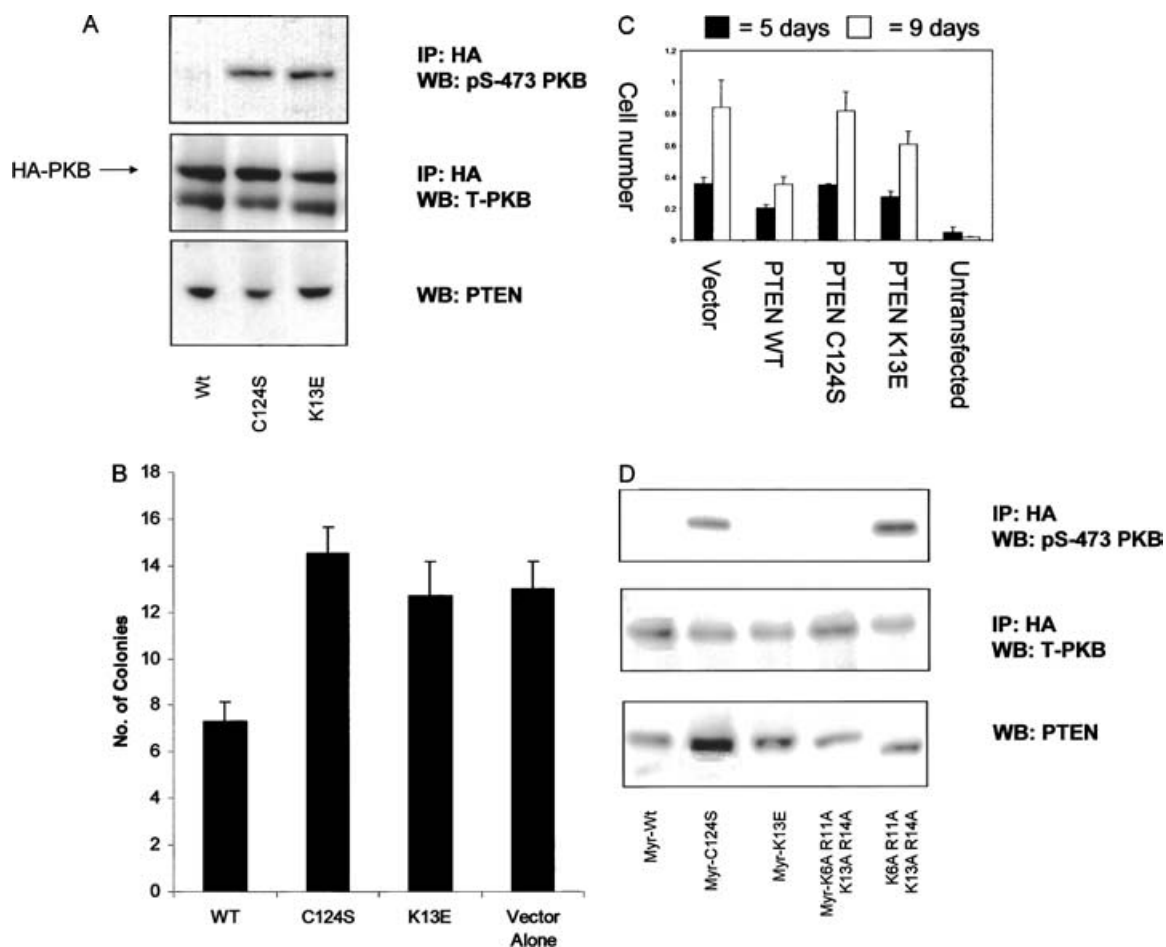 A
IP: HA
WB: pS-473 PKB
HA-PKB
IP: HA
WB: T-PKB
WB: PTEN
Wt
C124S
K13E
C
= 5 days
= 9 days
Cell number
1.2
1
0.8
0.6
0.4
0.2
0
Vector
PTEN WT
PTEN C124S
PTEN K13E
Untransfected
B
No. of Colonies
18
16
14
12
10
8
6
4
2
0
WT
C124S
K13E
Vector
Alone
D
IP: HA
WB: pS-473 PKB
IP: HA
WB: T-PKB
WB: PTEN
Myr-Wt
Myr-C124S
Myr-K13E
Myr-K6A R11A
K13A R14A
K6A R11A
K13A R14A